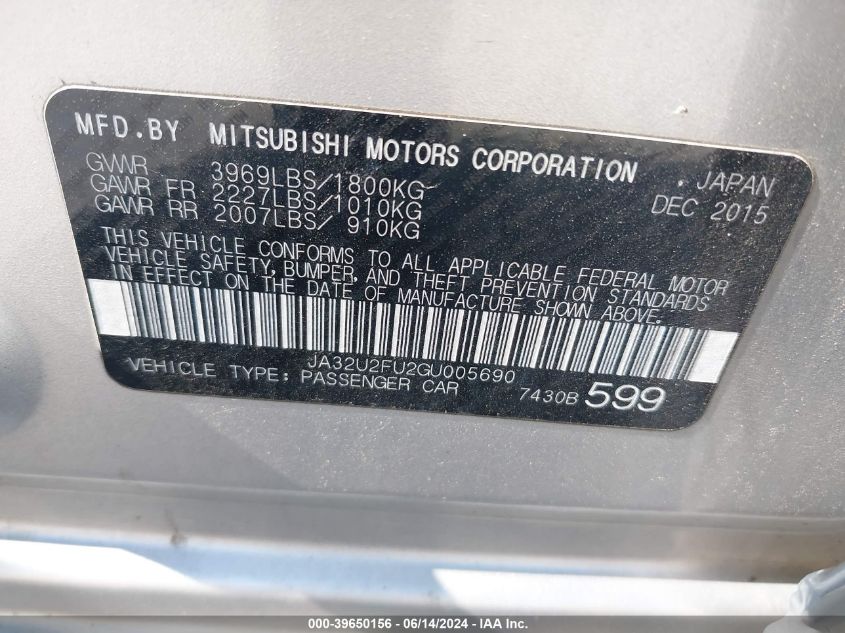 MFD.BY MITSUBISHI MOTORS CORPORATION . JAPAN
GVWR 3969LBS/1800KG DEC 2015
GAWR FR 2227LBS/1010KG
GAWR RR 2007LBS/ 910KG
THIS VEHICLE CONFORMS TO ALL APPLICABLE FEDERAL MOTOR
VEHICLE SAFETY, BUMPER, AND THEFT PREVENTION STANDARDS
IN EFFECT ON THE DATE OF MANUFACTURE SHOWN ABOVE.
JA32U2FU2GU005690
VEHICLE TYPE: PASSENGER CAR 7430B 599
000-39650156 - 06/14/2024 - IAA Inc.